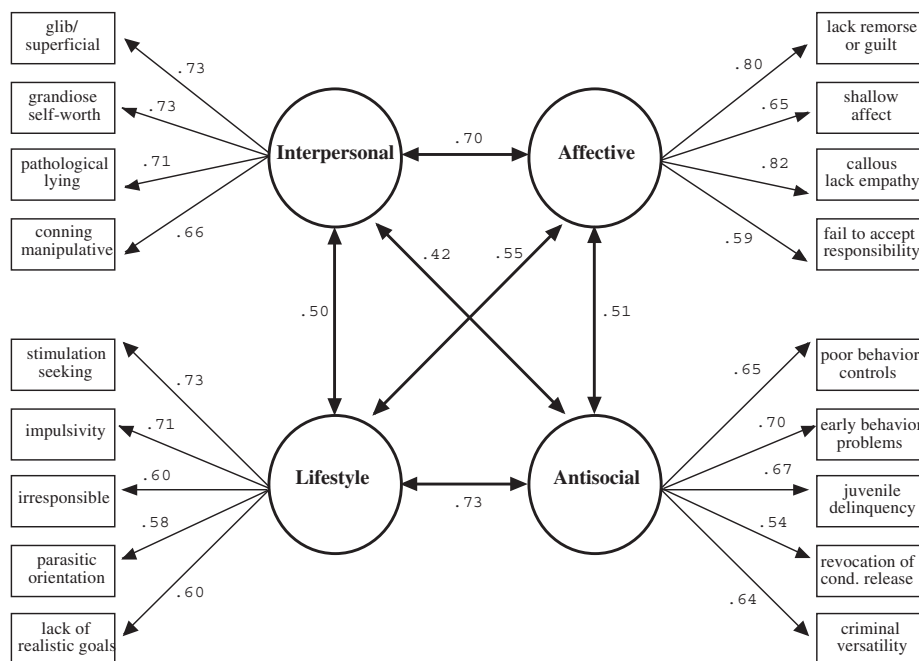 glib/
superficial
.73
grandiose
self-worth
.73
pathological
lying
.71
conning
manipulative
.66
Interpersonal
.70
Affective
lack remorse
or guilt
.80
shallow
affect
.65
callous
lack empathy
.82
fail to accept
responsibility
.59
.42
.55
.50
.51
stimulation
seeking
.73
impulsivity
.71
irresponsible
.60
parasitic
orientation
.58
lack of
realistic goals
.60
Lifestyle
.73
Antisocial
poor behavior
controls
.65
early behavior
problems
.70
juvenile
delinquency
.67
revocation of
cond. release
.54
criminal
versatility
.64